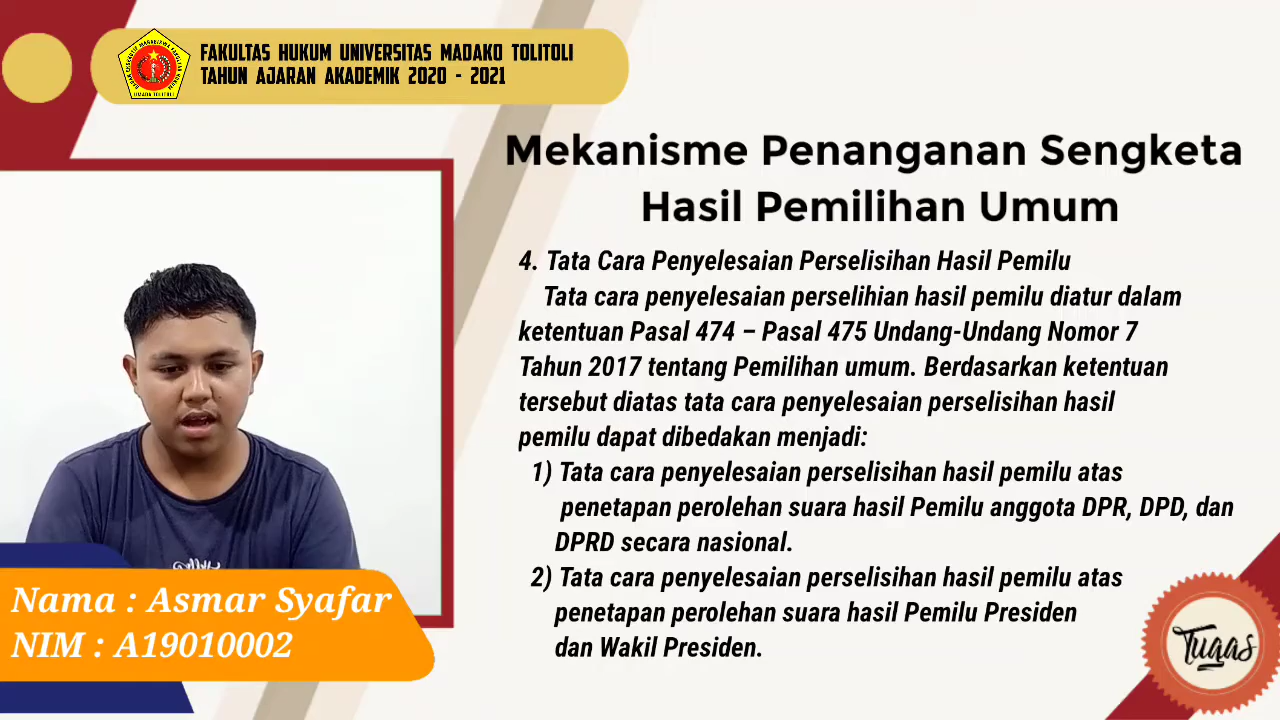 FAKULTAS HUKUM UNIVERSITAS MADAKO TOLITOLI
TAHUN AJARAN AKADEMIK 2020 - 2021
Mekanisme Penanganan Sengketa
Hasil Pemilihan Umum
4. Tata Cara Penyelesaian Perselisihan Hasil Pemilu
Tata cara penyelesaian perselihian hasil pemilu diatur dalam
ketentuan Pasal 474 – Pasal 475 Undang-Undang Nomor 7
Tahun 2017 tentang Pemilihan umum. Berdasarkan ketentuan
tersebut diatas tata cara penyelesaian perselisihan hasil
pemilu dapat dibedakan menjadi:
1) Tata cara penyelesaian perselisihan hasil pemilu atas
penetapan perolehan suara hasil Pemilu anggota DPR, DPD, dan
DPRD secara nasional.
2) Tata cara penyelesaian perselisihan hasil pemilu atas
penetapan perolehan suara hasil Pemilu Presiden
dan Wakil Presiden.
Nama : Asmar Syafar
NIM : A19010002
Tugas